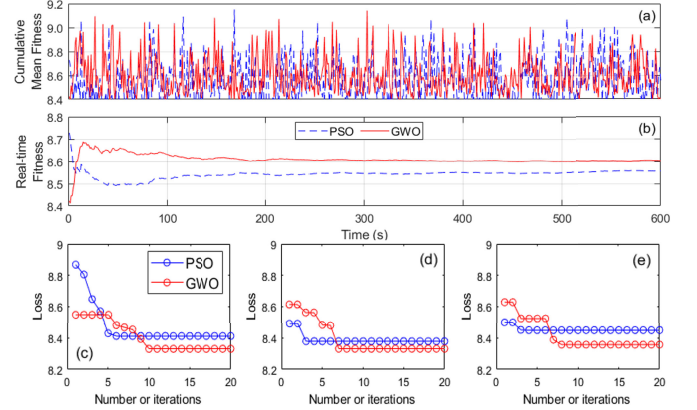 9.2
9.0
8.8
8.6
8.4
Cumulative
Mean Fitness
(a)
8.8
8.7
8.6
8.5
8.4
Real-time
Fitness
PSO GWO
(b)
0 100 200 300 400 500 600
Time (s)
9
8.8
8.6
8.4
8.2
Loss
PSO
GWO
(c)
0 5 10 15 20
Number or iterations
9
8.8
8.6
8.4
8.2
Loss
(d)
0 5 10 15 20
Number or iterations
9
8.8
8.6
8.4
8.2
Loss
(e)
0 5 10 15 20
Number or iterations